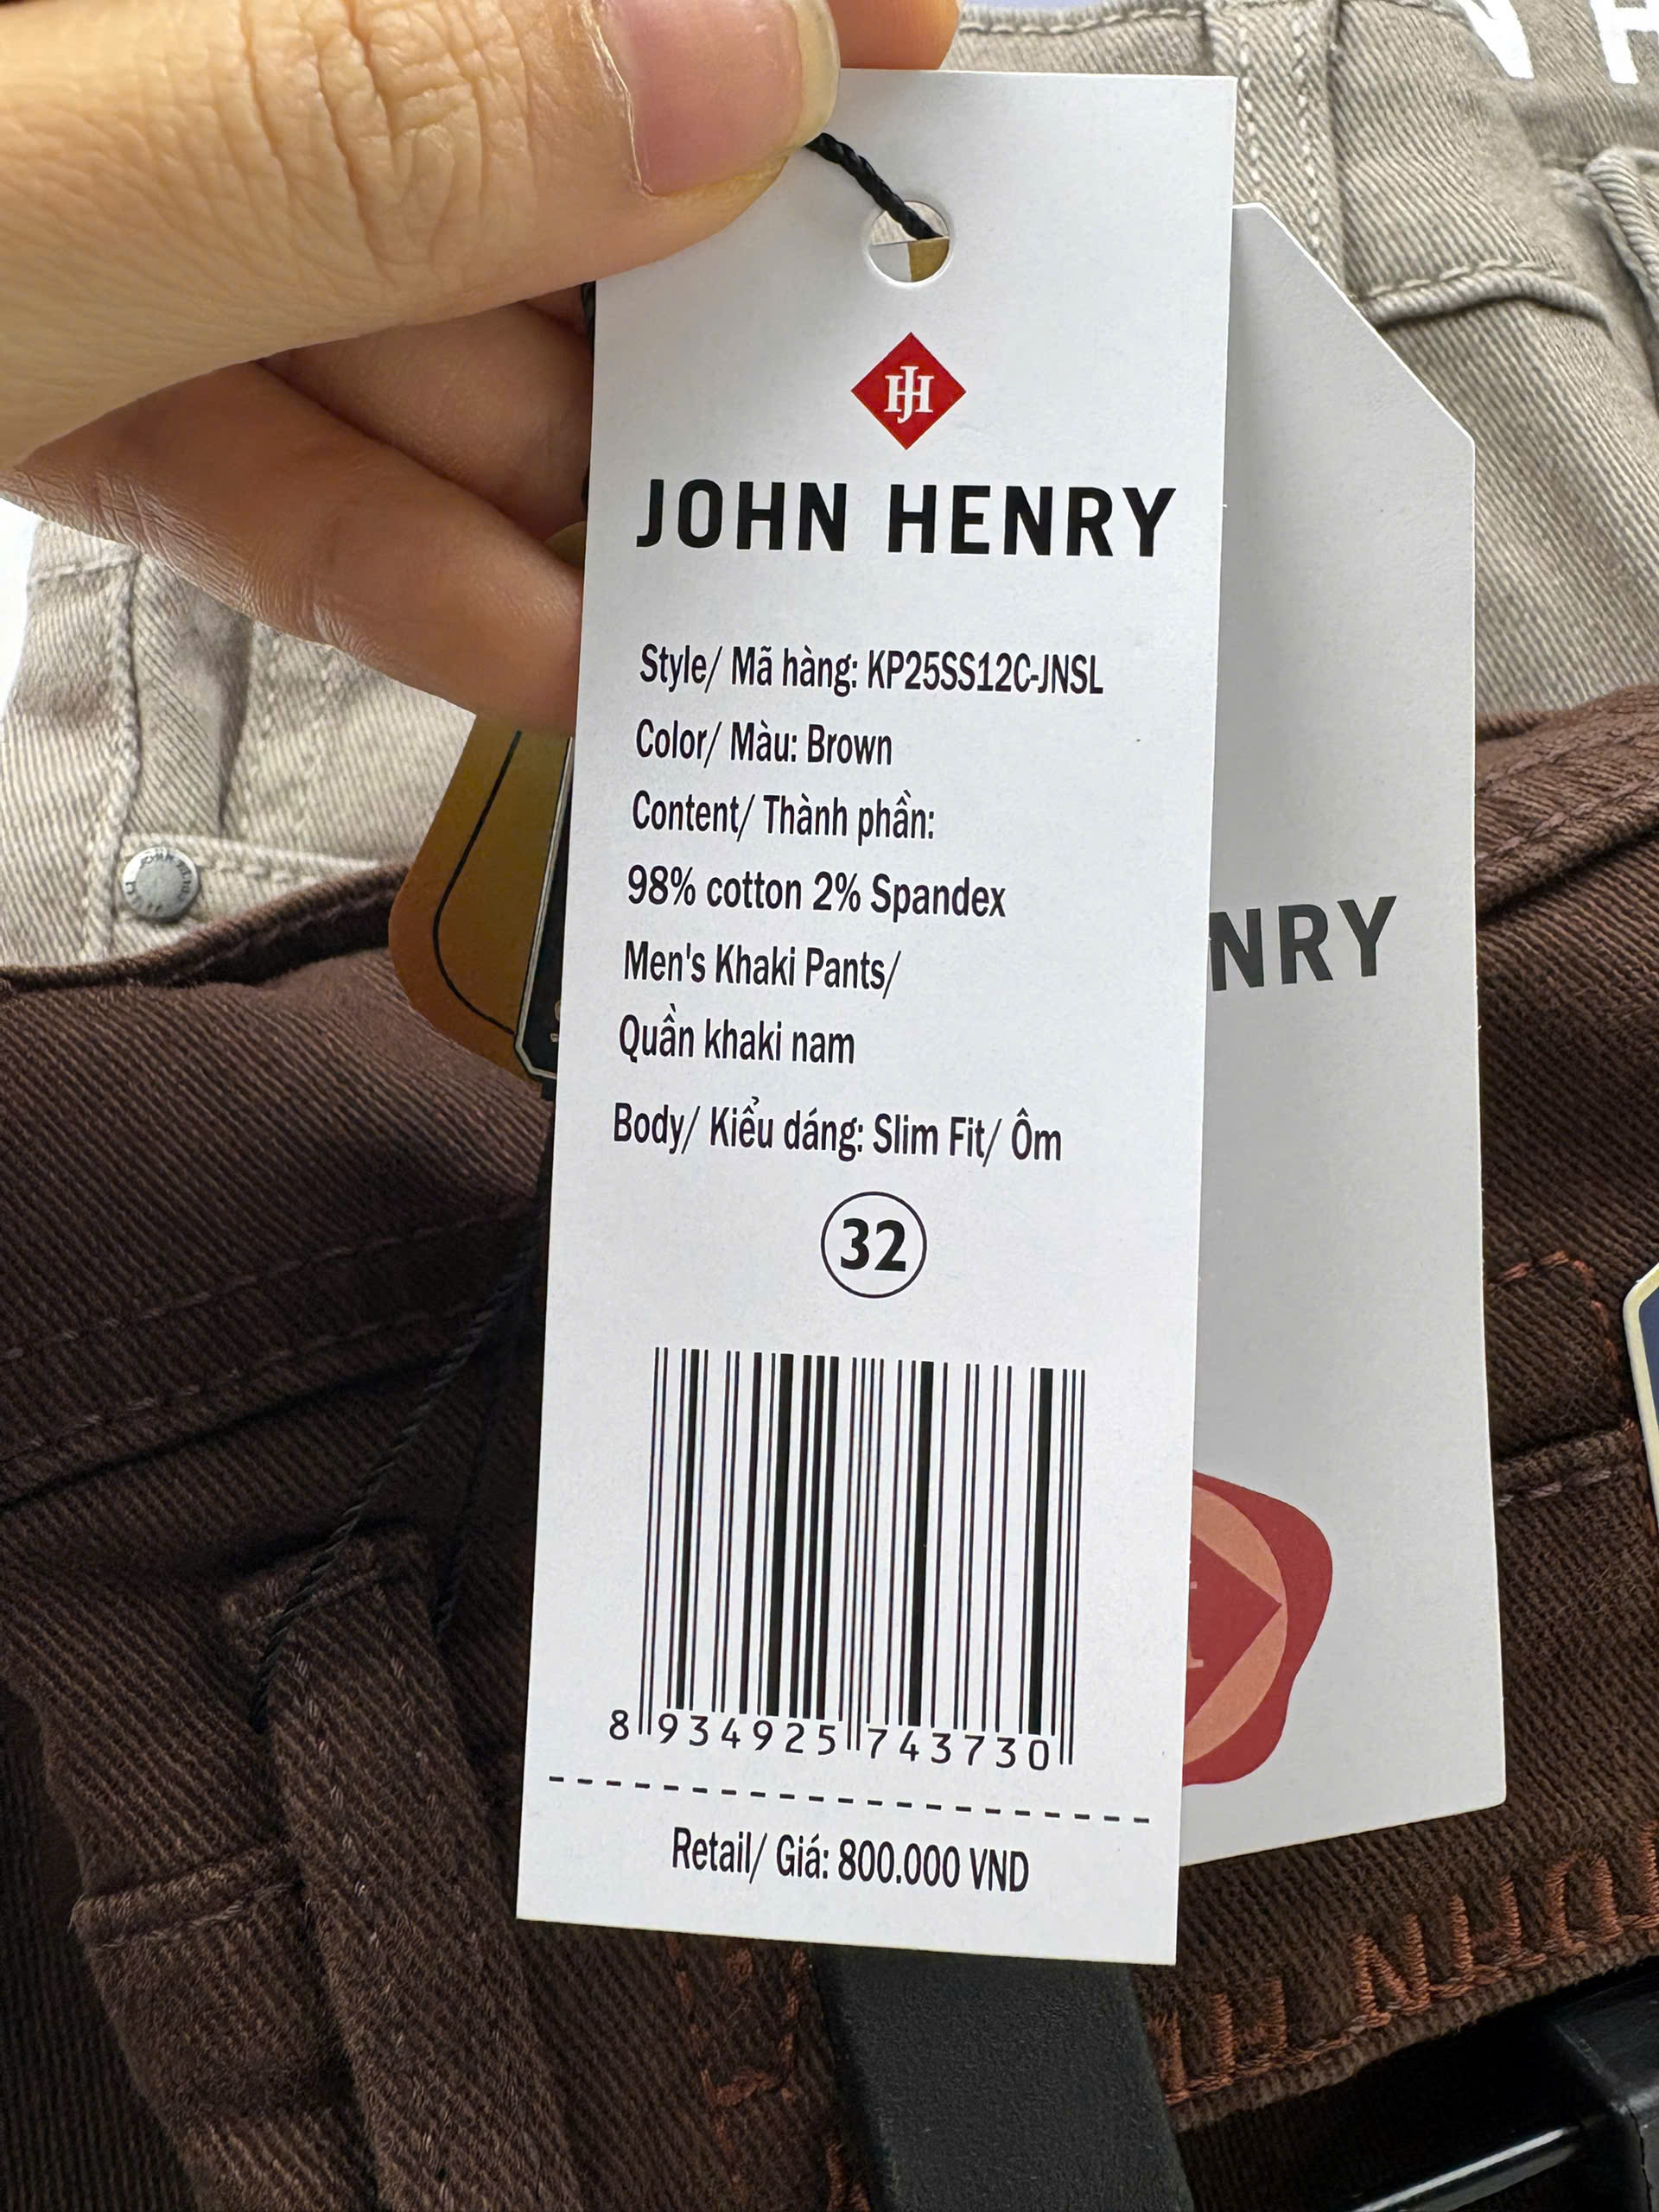 JH
JOHN HENRY
Style/ Mã hàng: KP25SS12C-JNSL
Color/ Màu: Brown
Content/ Thành phần:
98% cotton 2% Spandex
Men's Khaki Pants/
Quần khaki nam
Body/ Kiểu dáng: Slim Fit/ Ôm
32
8 934925 743730
Retail/ Giá: 800.000 VND
NRY
JOHN H